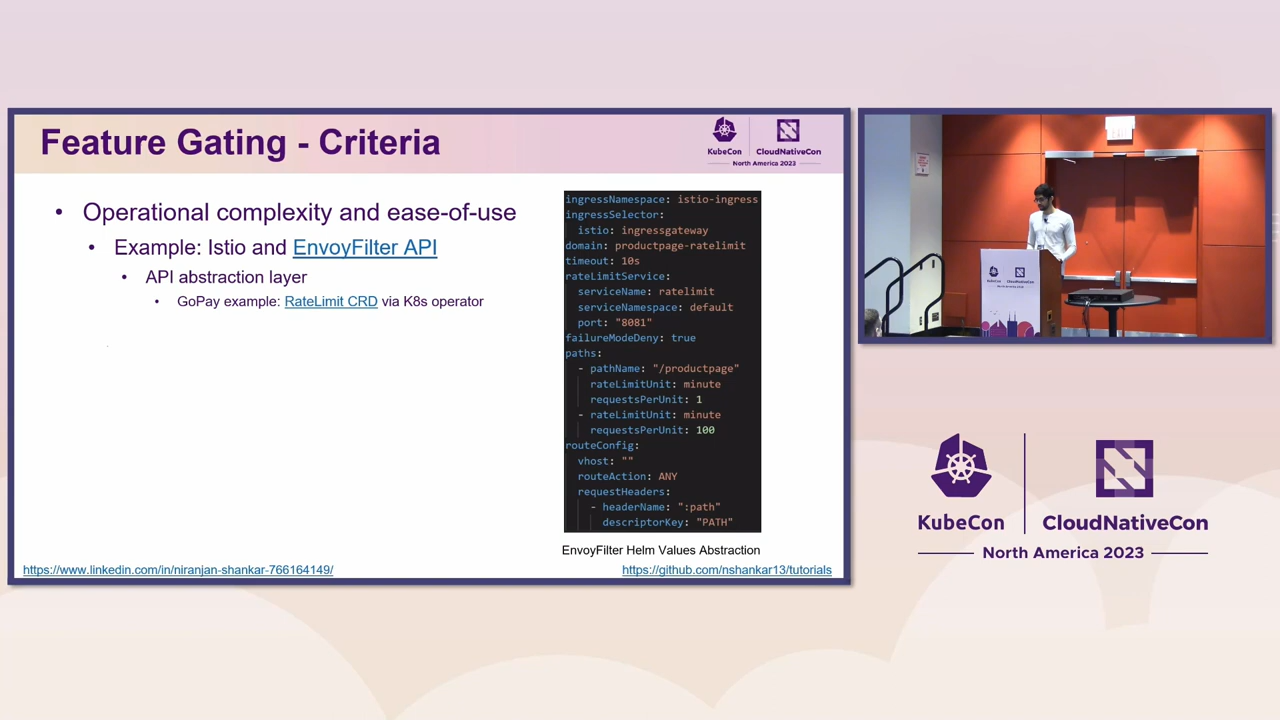 Feature Gating - Criteria
KubeCon
CloudNativeCon
North America 2023
• Operational complexity and ease-of-use
• Example: Istio and EnvoyFilter API
• API abstraction layer
• GoPay example: RateLimit CRD via K8s operator
ingressNamespace: istio-ingress
ingressSelector:
istio: ingressgateway
domain: productpage-ratelimit
timeout: 10s
rateLimitService:
serviceName: ratelimit
serviceNamespace: default
port: "8081"
failureModeDeny: true
paths:
- pathName: "/productpage"
rateLimitUnit: minute
requestsPerUnit: 1
- rateLimitUnit: minute
requestsPerUnit: 100
routeConfig:
vhost: ""
routeAction: ANY
requestHeaders:
- headerName: ":path"
descriptorKey: "PATH"
EnvoyFilter Helm Values Abstraction
https://www.linkedin.com/in/niranjan-shankar-766164149/
https://github.com/nshankar13/tutorials
KubeCon
CloudNativeCon
North America 2023